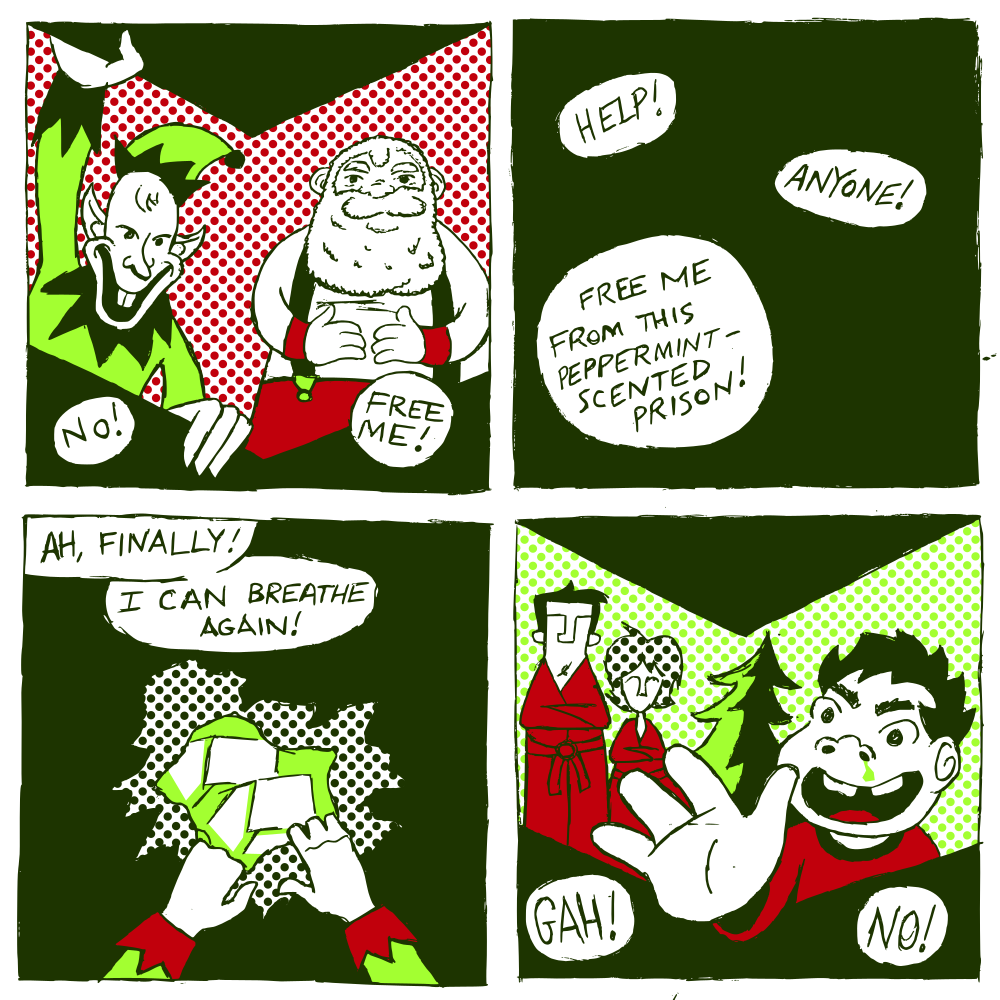 NO!
FREE
ME!
HELP!
ANYONE!
FREE ME
FROM THIS
PEPPERMINT-
SCENTED
PRISON!
AH, FINALLY!
I CAN BREATHE
AGAIN!
GAH!
NO!